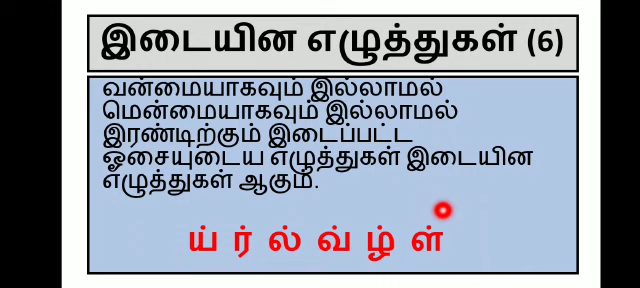 இடையின எழுத்துகள் (6)
வன்மையாகவும் இல்லாமல்
மென்மையாகவும் இல்லாமல்
இரண்டிற்கும் இடைப்பட்ட
ஓசையுடைய எழுத்துகள் இடையின
எழுத்துகள் ஆகும்.
ய் ர் ல் வ் ழ் ள்